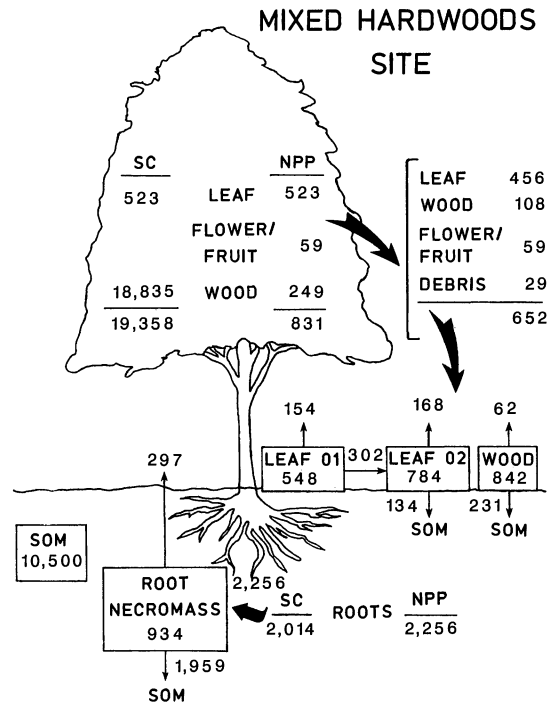 MIXED HARDWOODS
SITE
SC NPP
523 LEAF 523
FLOWER/
FRUIT 59
18,835 WOOD 249
19,358 831
LEAF 456
WOOD 108
FLOWER/
FRUIT 59
DEBRIS 29
652
154 168 62
LEAF 01 302 LEAF 02 WOOD
548 784 842
134 231
SOM SOM
297
SOM
10,500
ROOT
NECROMASS
934
2,256
SC ROOTS NPP
2,014 2,256
1,959
SOM